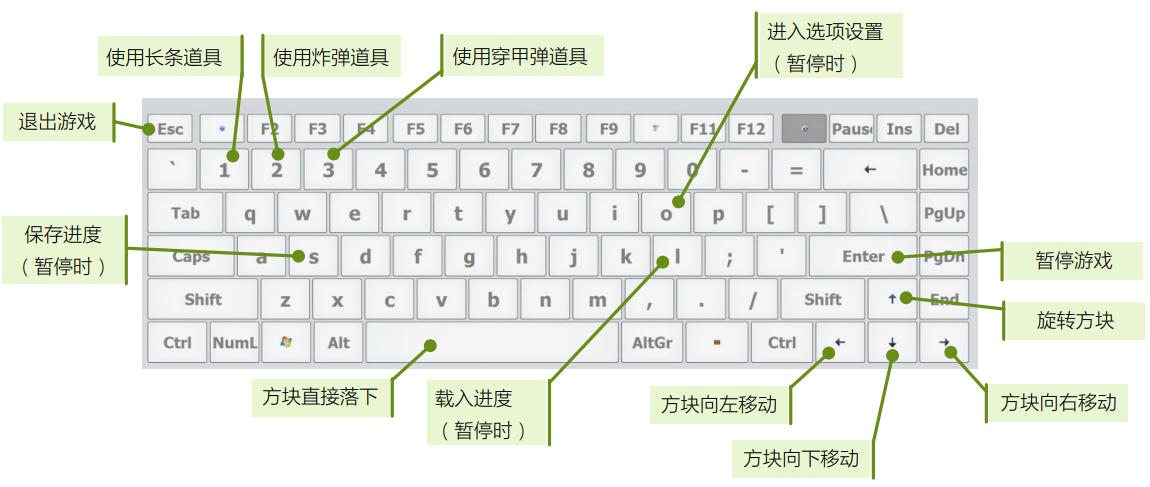 进入选项设置
（暂停时）
使用长条道具
使用炸弹道具
使用穿甲弹道具
退出游戏
Esc F2 F3 F4 F5 F6 F7 F8 F9 F11 F12 Paus Ins Del
` 1 2 3 4 5 6 7 8 9 0 - = ← Home
Tab q w e r t y u i o p [ ] \ PgUp
保存进度
（暂停时）
Caps a s d f g h j k l ; ' Enter PgDn
暂停游戏
Shift z x c v b n m , . / Shift ↑ End
旋转方块
Ctrl NumL Alt AltGr Ctrl ← ↓ →
方块直接落下
载入进度
（暂停时）
方块向左移动
方块向右移动
方块向下移动